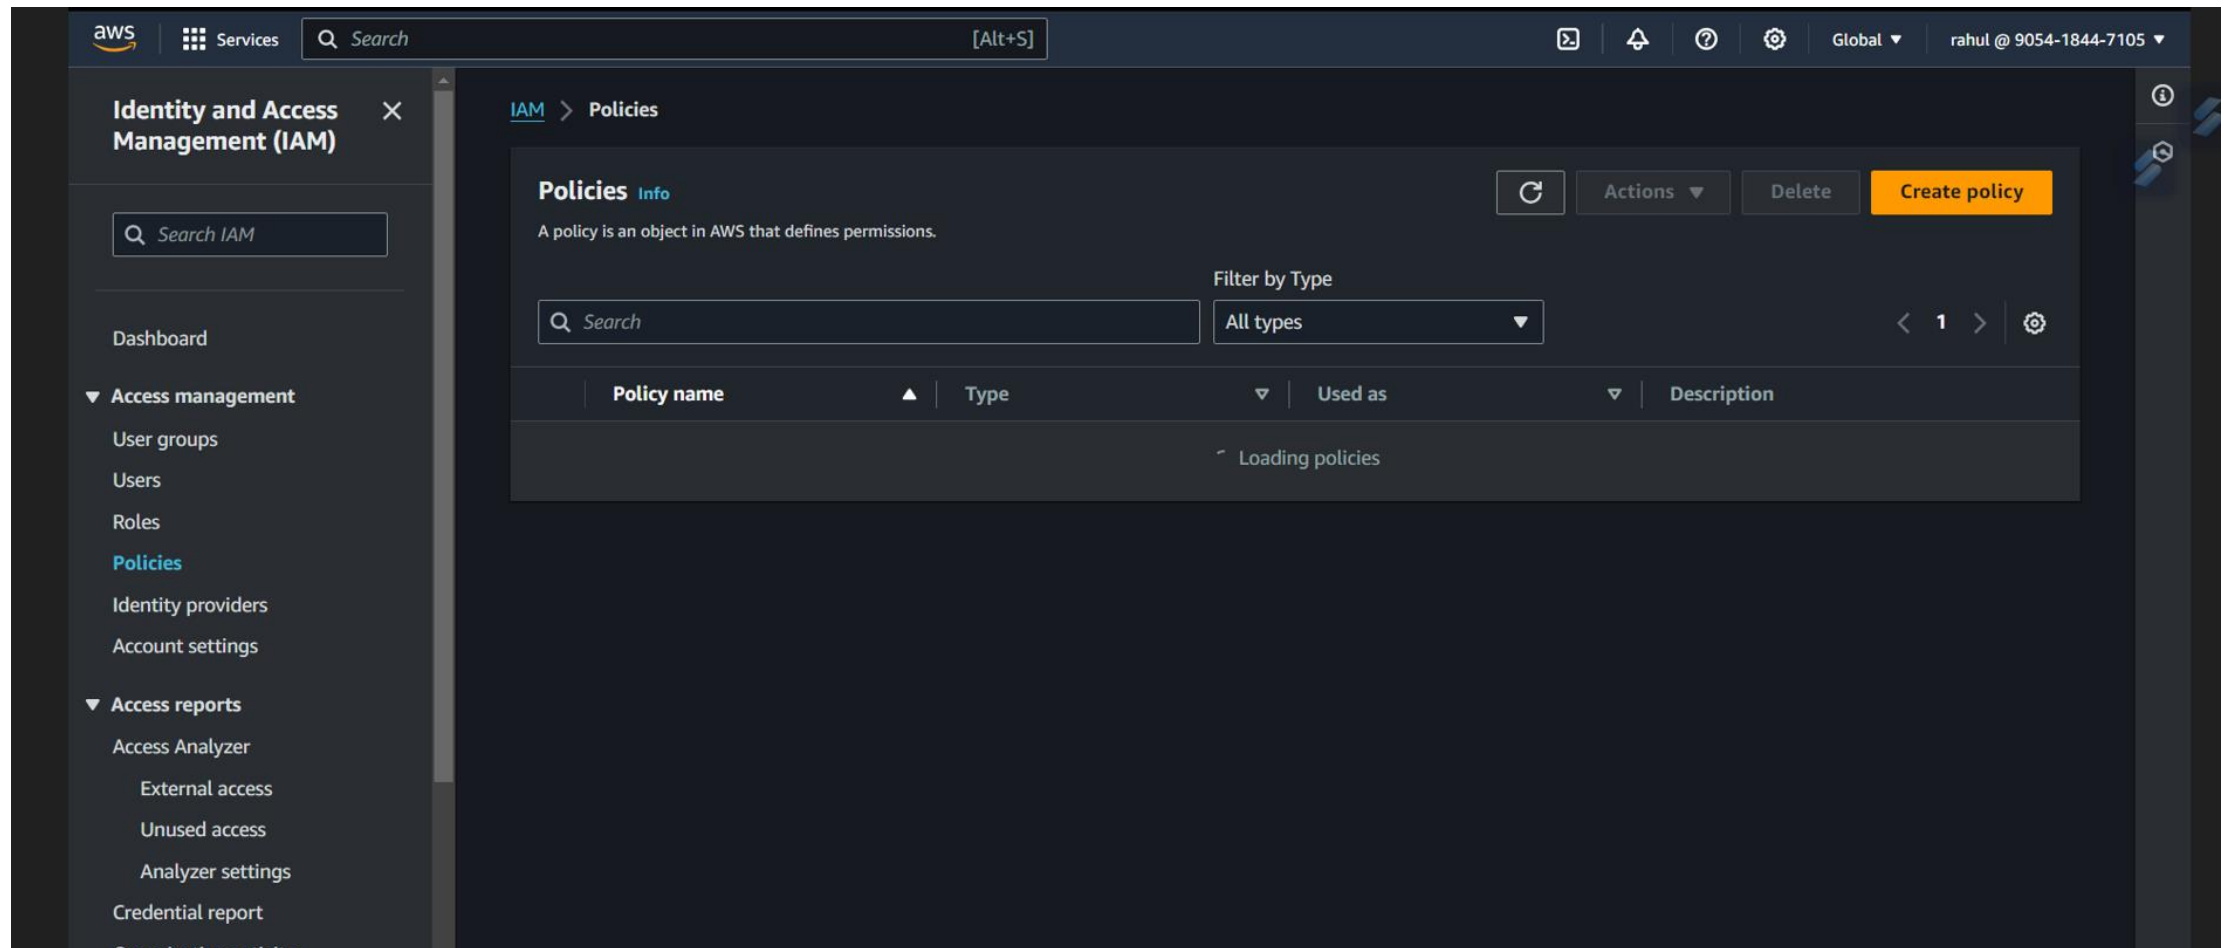 aws Services Search [Alt+S] Global rahul @ 9054-1844-7105
Identity and Access
Management (IAM)
Search IAM
Dashboard
Access management
User groups
Users
Roles
Policies
Identity providers
Account settings
Access reports
Access Analyzer
External access
Unused access
Analyzer settings
Credential report
IAM > Policies
Policies Info Actions Delete Create policy
A policy is an object in AWS that defines permissions.
Filter by Type
Search All types 1
Policy name Type Used as Description
Loading policies